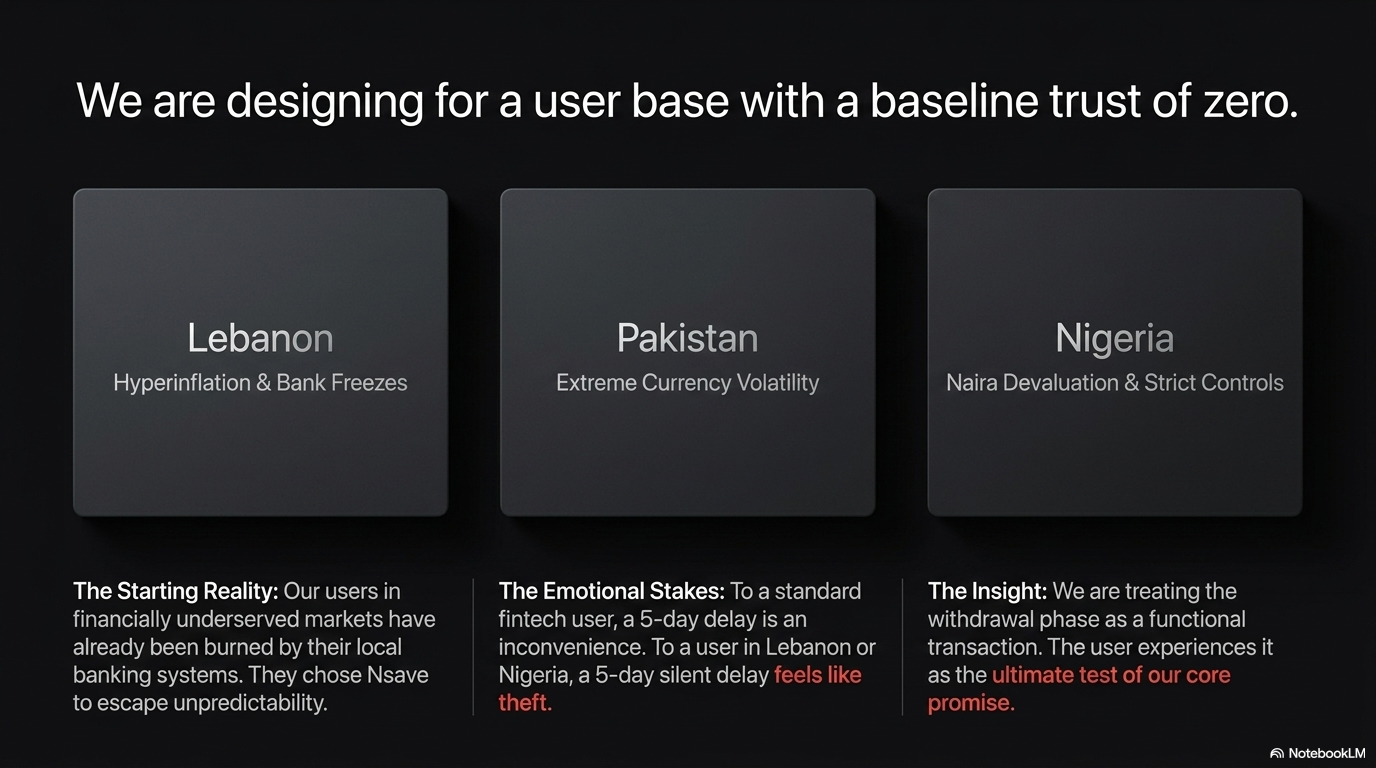 We are designing for a user base with a baseline trust of zero.
Lebanon
Hyperinflation & Bank Freezes
Pakistan
Extreme Currency Volatility
Nigeria
Naira Devaluation & Strict Controls
The Starting Reality: Our users in
financially underserved markets have
already been burned by their local
banking systems. They chose Nsave
to escape unpredictability.
The Emotional Stakes: To a standard
fintech user, a 5-day delay is an
inconvenience. To a user in Lebanon or
Nigeria, a 5-day silent delay feels like
theft.
The Insight: We are treating the
withdrawal phase as a functional
transaction. The user experiences it
as the ultimate test of our core
promise.
NotebookLM